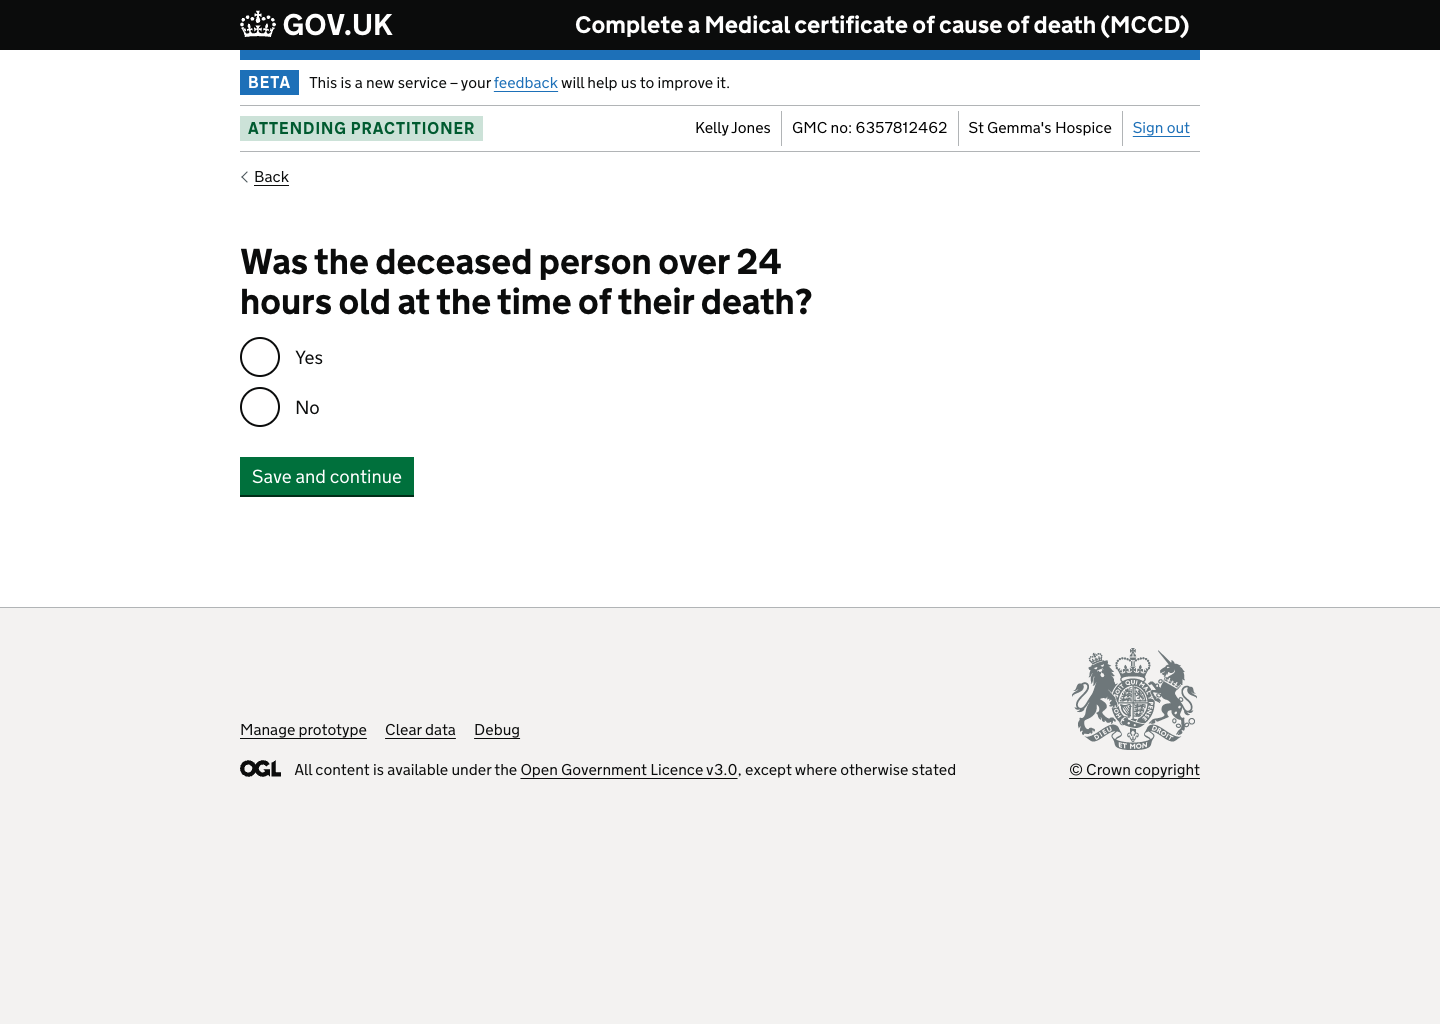 GOV.UK
Complete a Medical certificate of cause of death (MCCD)
BETA This is a new service – your feedback will help us to improve it.
ATTENDING PRACTITIONER
Kelly Jones GMC no: 6357812462 St Gemma's Hospice Sign out
Back
Was the deceased person over 24
hours old at the time of their death?
Yes
No
Save and continue
DIEU ET MON DROIT
Manage prototype Clear data Debug
OGL All content is available under the Open Government Licence v3.0, except where otherwise stated
© Crown copyright